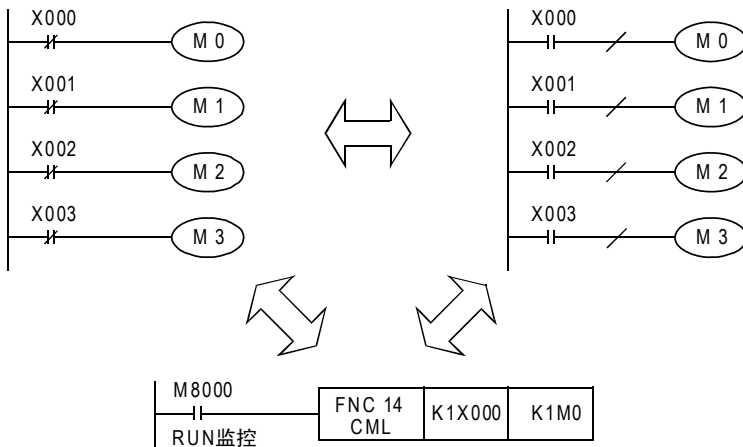 X000
M 0
X001
M 1
X002
M 2
X003
M 3
X000
M 0
X001
M 1
X002
M 2
X003
M 3
M8000
RUN监控
FNC 14
CML
K1X000
K1M0